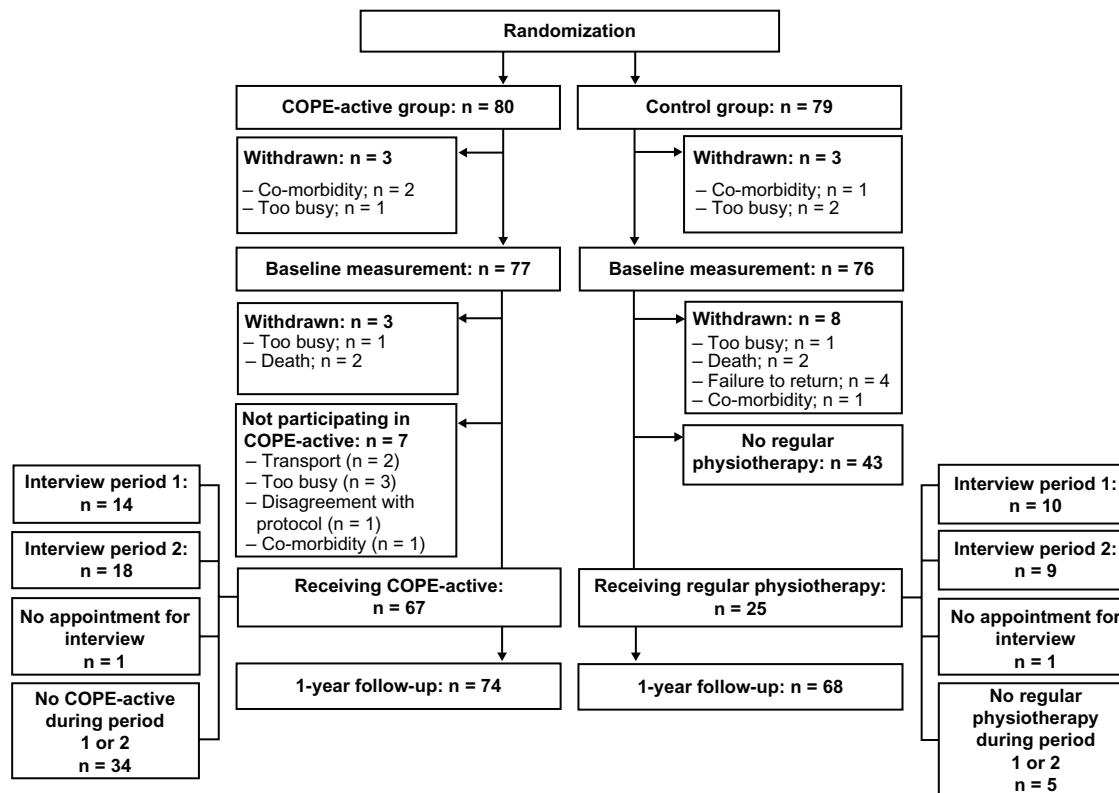 Randomization
COPE-active group: n = 80
Control group: n = 79
Withdrawn: n = 3
– Co-morbidity; n = 2
– Too busy; n = 1
Withdrawn: n = 3
– Co-morbidity; n = 1
– Too busy; n = 2
Baseline measurement: n = 77
Baseline measurement: n = 76
Withdrawn: n = 3
– Too busy; n = 1
– Death; n = 2
Withdrawn: n = 8
– Too busy; n = 1
– Death; n = 2
– Failure to return; n = 4
– Co-morbidity; n = 1
Not participating in
COPE-active: n = 7
– Transport (n = 2)
– Too busy (n = 3)
– Disagreement with
protocol (n = 1)
– Co-morbidity (n = 1)
No regular
physiotherapy: n = 43
Interview period 1:
n = 14
Interview period 2:
n = 18
No appointment for
interview
n = 1
No COPE-active
during period
1 or 2
n = 34
Receiving COPE-active:
n = 67
Receiving regular physiotherapy:
n = 25
Interview period 1:
n = 10
Interview period 2:
n = 9
No appointment for
interview
n = 1
No regular
physiotherapy
during period
1 or 2
n = 5
1-year follow-up: n = 74
1-year follow-up: n = 68